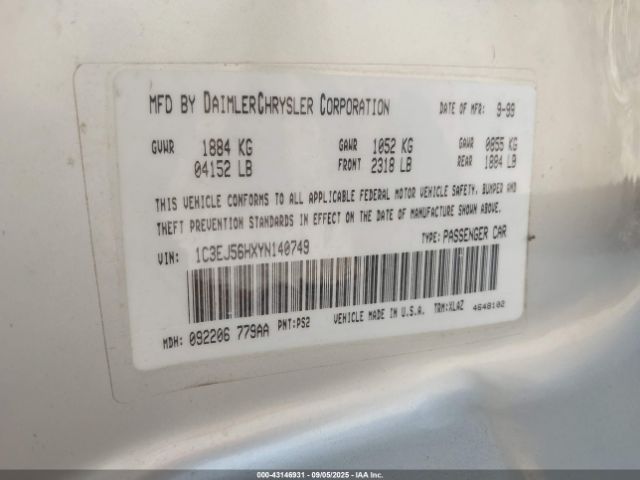 MFD BY DAIMLERCHRYSLER CORPORATION DATE OF MFR: 9-99
GVWR 1884 KG GAWR 1052 KG GAWR 0855 KG
04152 LB FRONT 2318 LB REAR 1884 LB
THIS VEHICLE CONFORMS TO ALL APPLICABLE FEDERAL MOTOR VEHICLE SAFETY, BUMPER AND
THEFT PREVENTION STANDARDS IN EFFECT ON THE DATE OF MANUFACTURE SHOWN ABOVE.
VIN: 1C3EJ56HXYN140749 TYPE: PASSENGER CAR
MDH: 092206 779AA PNT:PS2 VEHICLE MADE IN U.S.A. TRM:XLAZ 4648102
000-43146931 - 09/05/2025 - IAA Inc.